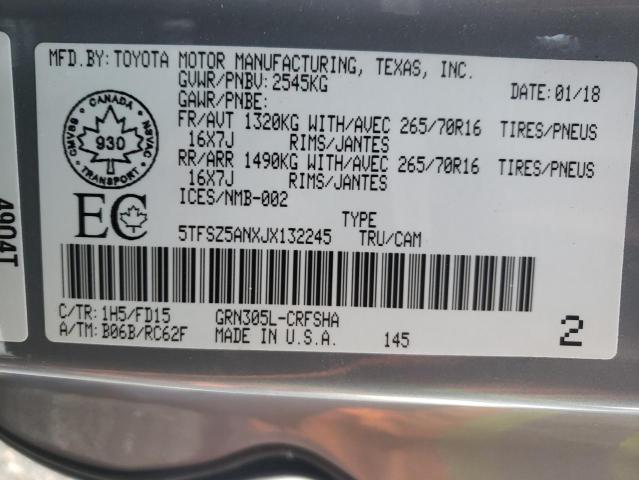 MFD.BY: TOYOTA MOTOR MANUFACTURING, TEXAS, INC.
GVWR/PNBV: 2545KG DATE: 01/18
GAWR/PNBE:
FR/AVT 1320KG WITH/AVEC 265/70R16 TIRES/PNEUS
16X7J RIMS/JANTES
RR/ARR 1490KG WITH/AVEC 265/70R16 TIRES/PNEUS
16X7J RIMS/JANTES
ICES/NMB-002
CANADA
CMVSS
NSVAC
930
TRANSPORT
EC
TYPE
5TFSZ5ANXJX132245 TRU/CAM
C/TR: 1H5/FD15 GRN305L-CRFSHA
A/TM: B06B/RC62F MADE IN U.S.A. 145
2
4904T